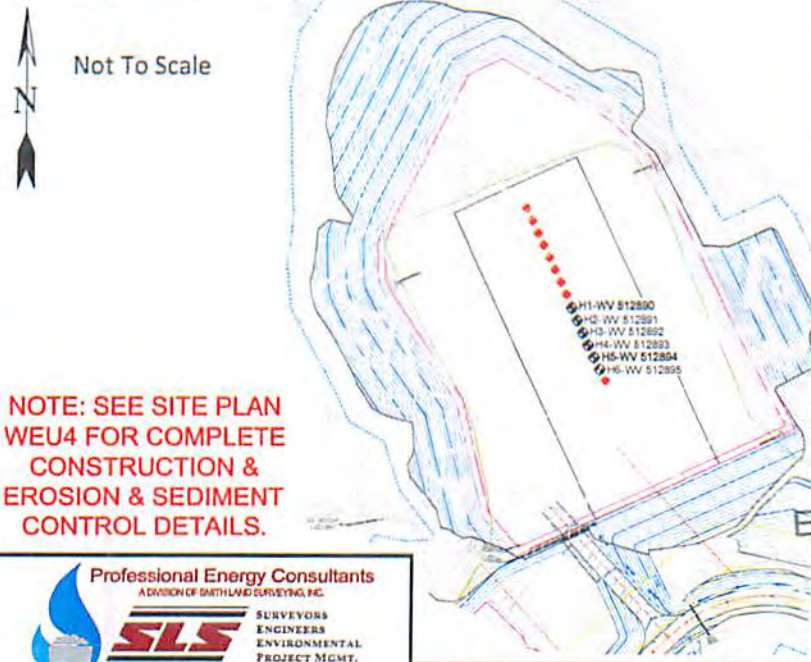 Not To Scale
N
H1-WV 512890
H2-WV 512891
H3-WV 512892
H4-WV 512893
H5-WV 512894
H6-WV 512895
NOTE: SEE SITE PLAN
WEU4 FOR COMPLETE
CONSTRUCTION &
EROSION & SEDIMENT
CONTROL DETAILS.
Professional Energy Consultants
A DIVISION OF SMITH LAND SURVEYING, INC.
SLS
SURVEYORS
ENGINEERS
ENVIRONMENTAL
PROJECT MGMT.